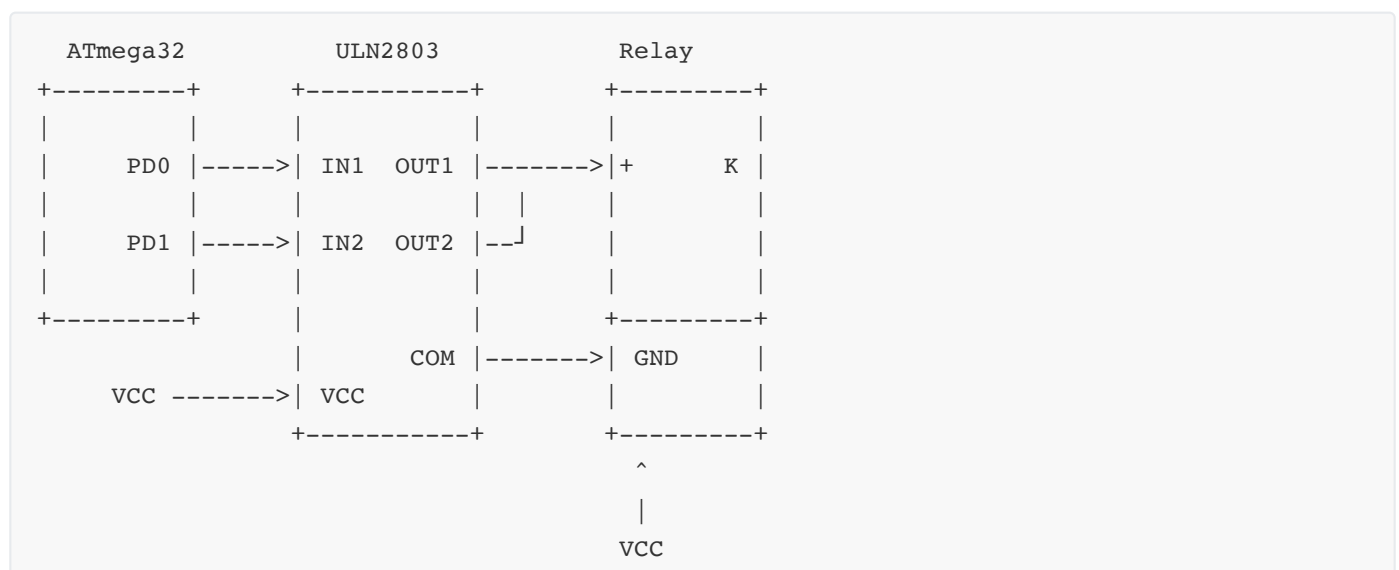 ATmega32 ULN2803 Relay
+---------+ +-----------+ +---------+
| | | | | |
| PD0 |----->| IN1 OUT1 |------->|+ K |
| | | | | | |
| PD1 |----->| IN2 OUT2 |--┘ | |
| | | | | |
+---------+ | | +---------+
| COM |------->| GND |
VCC ------->| VCC | | |
+-----------+ +---------+
^
|
VCC